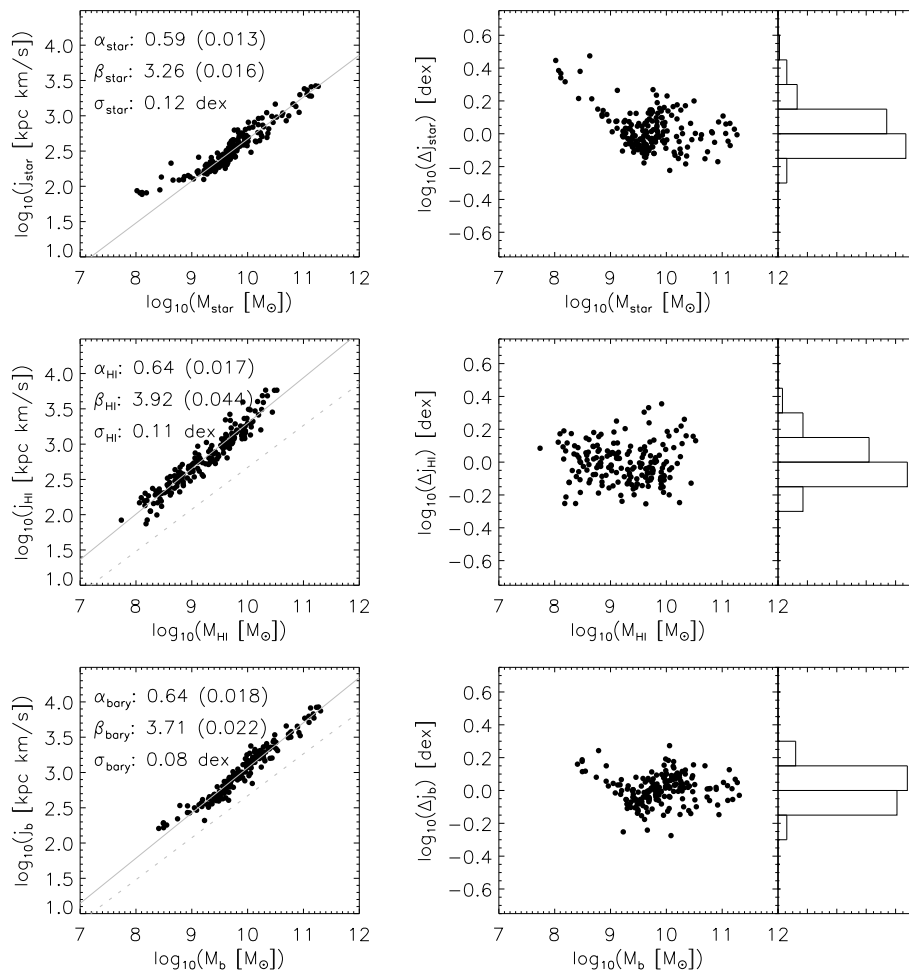 α_star: 0.59 (0.013)
β_star: 3.26 (0.016)
σ_star: 0.12 dex
log₁₀(j_star [kpc km/s])
4.0
3.5
3.0
2.5
2.0
1.5
1.0
7 8 9 10 11 12
log₁₀(M_star [M☉])
log₁₀(Δj_star) [dex]
0.6
0.4
0.2
0.0
−0.2
−0.4
−0.6
7 8 9 10 11 12
log₁₀(M_star [M☉])
α_HI: 0.64 (0.017)
β_HI: 3.92 (0.044)
σ_HI: 0.11 dex
log₁₀(j_HI [kpc km/s])
4.0
3.5
3.0
2.5
2.0
1.5
1.0
7 8 9 10 11 12
log₁₀(M_HI [M☉])
log₁₀(Δj_HI) [dex]
0.6
0.4
0.2
0.0
−0.2
−0.4
−0.6
7 8 9 10 11 12
log₁₀(M_HI [M☉])
α_bary: 0.64 (0.018)
β_bary: 3.71 (0.022)
σ_bary: 0.08 dex
log₁₀(j_b [kpc km/s])
4.0
3.5
3.0
2.5
2.0
1.5
1.0
7 8 9 10 11 12
log₁₀(M_b [M☉])
log₁₀(Δj_b) [dex]
0.6
0.4
0.2
0.0
−0.2
−0.4
−0.6
7 8 9 10 11 12
log₁₀(M_b [M☉])